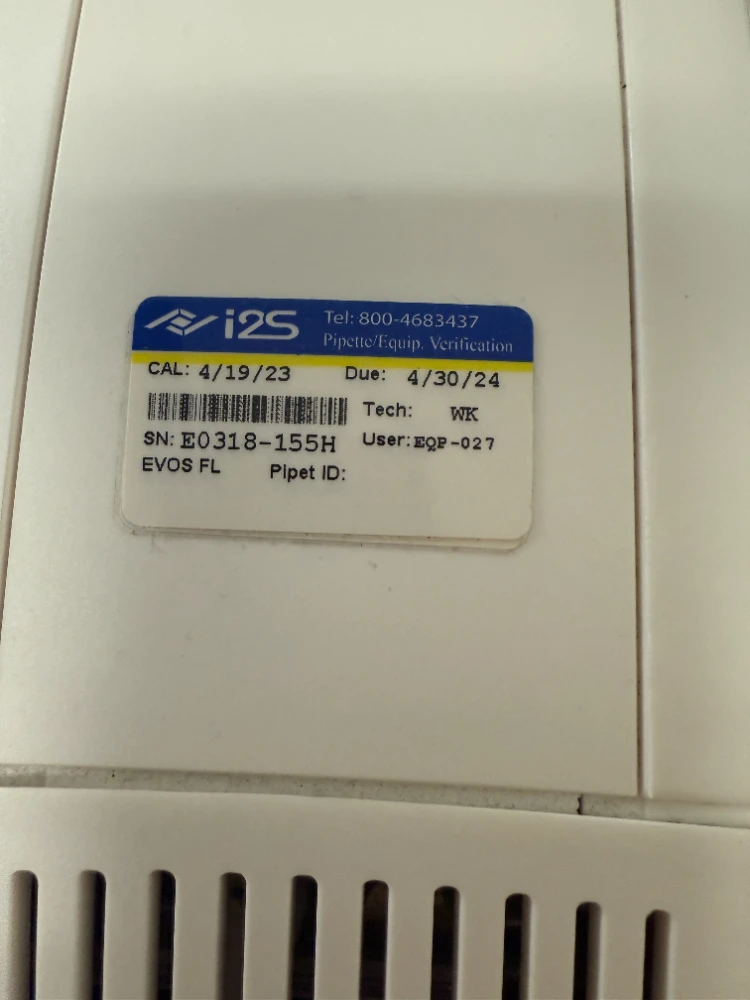 i2S Tel: 800-4683437
Pipette/Equip. Verification
CAL: 4/19/23 Due: 4/30/24
Tech: WK
SN: E0318-155H User: EQP-027
EVOS FL Pipet ID: